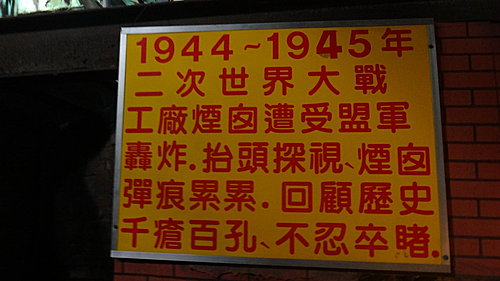 1944~1945年
二次世界大戰
工廠煙囱遭受盟軍
轟炸.抬頭探視、煙囱
彈痕累累.回顧歷史
千瘡百孔、不忍卒睹.